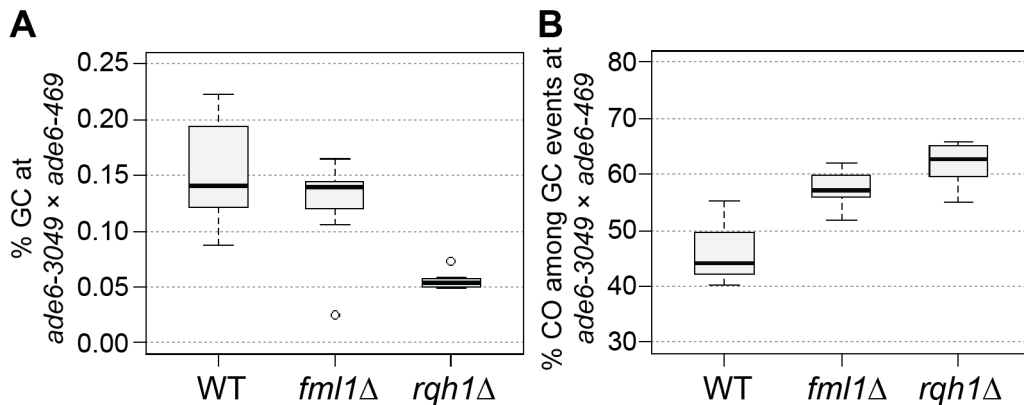 A
% GC at
ade6-3049 × ade6-469
0.25
0.20
0.15
0.10
0.05
0.00
WT
fml1Δ
rqh1Δ
B
% CO among GC events at
ade6-3049 × ade6-469
80
70
60
50
40
30
WT
fml1Δ
rqh1Δ